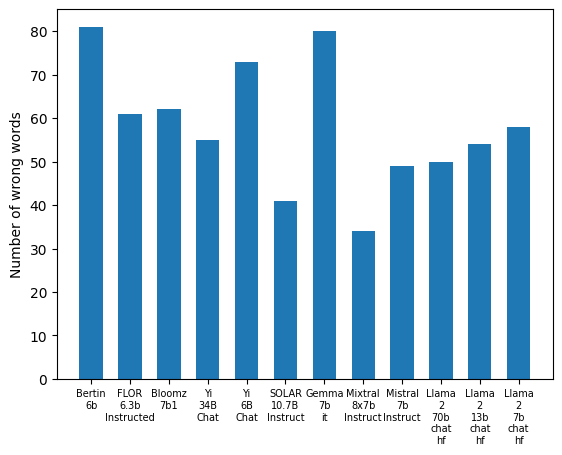 Number of wrong words
80
70
60
50
40
30
20
10
0
Bertin
6b
FLOR
6.3b
Instructed
Bloomz
7b1
Yi
34B
Chat
Yi
6B
Chat
SOLAR
10.7B
Instruct
Gemma
7b
it
Mixtral
8x7b
Instruct
Mistral
7b
Instruct
Llama
2
70b
chat
hf
Llama
2
13b
chat
hf
Llama
2
7b
chat
hf